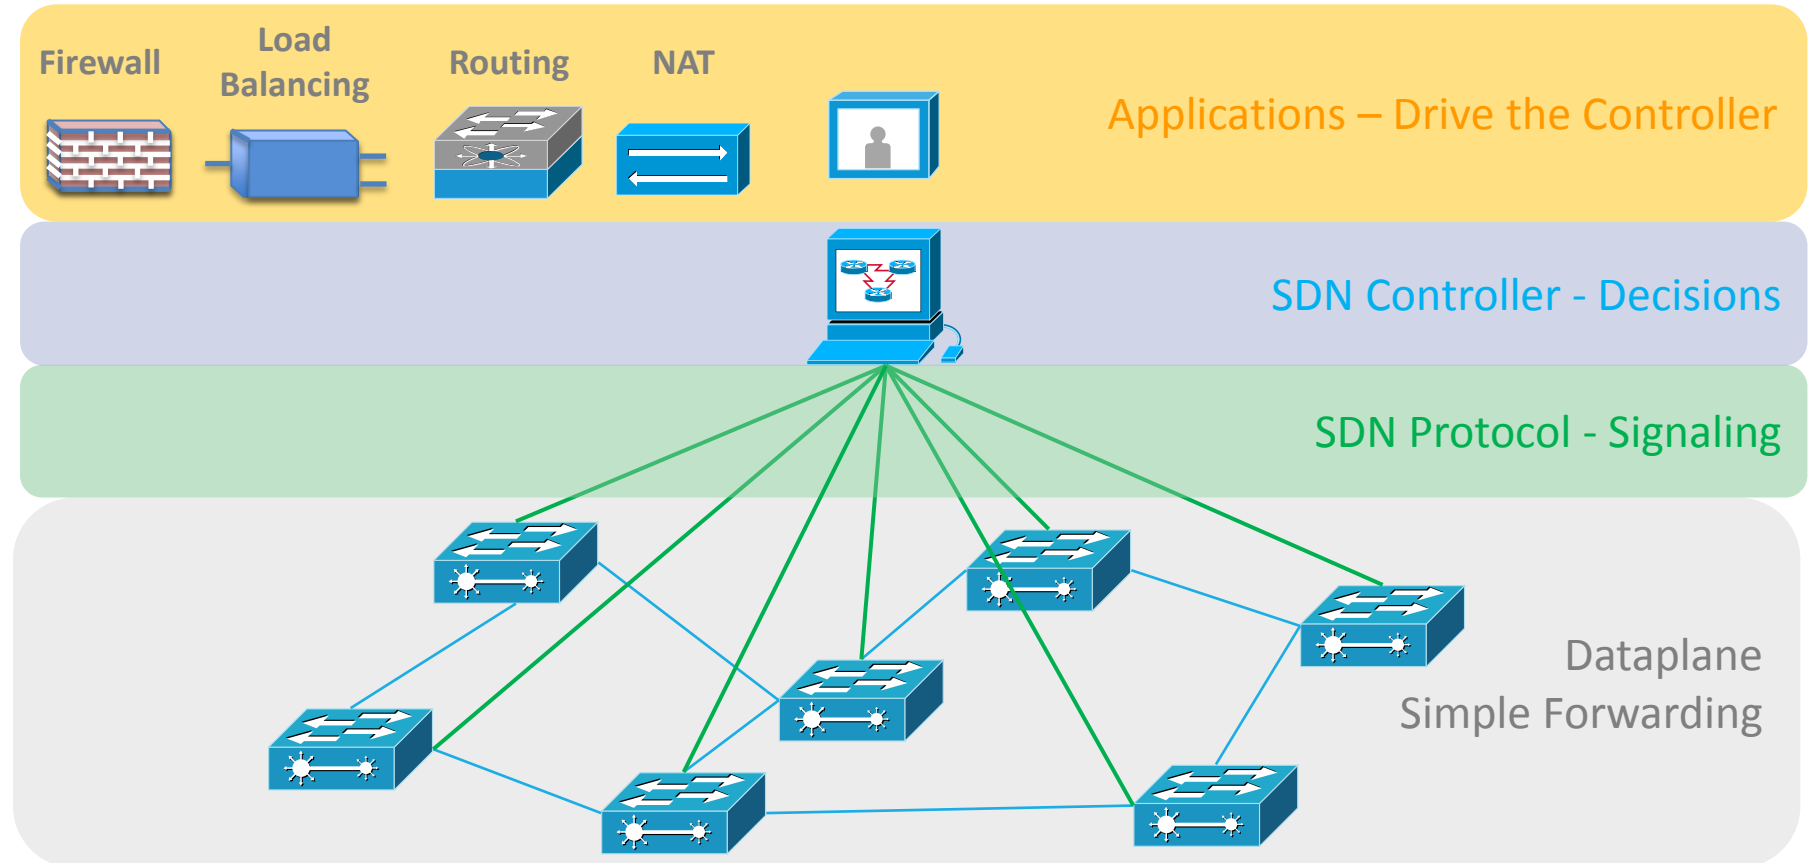 Firewall
Load
Balancing
Routing
NAT
Applications – Drive the Controller
SDN Controller - Decisions
SDN Protocol - Signaling
Dataplane
Simple Forwarding